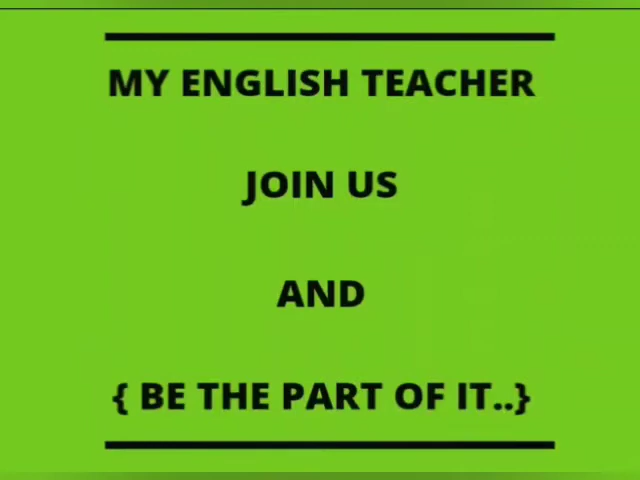 MY ENGLISH TEACHER
JOIN US
AND
{ BE THE PART OF IT..}